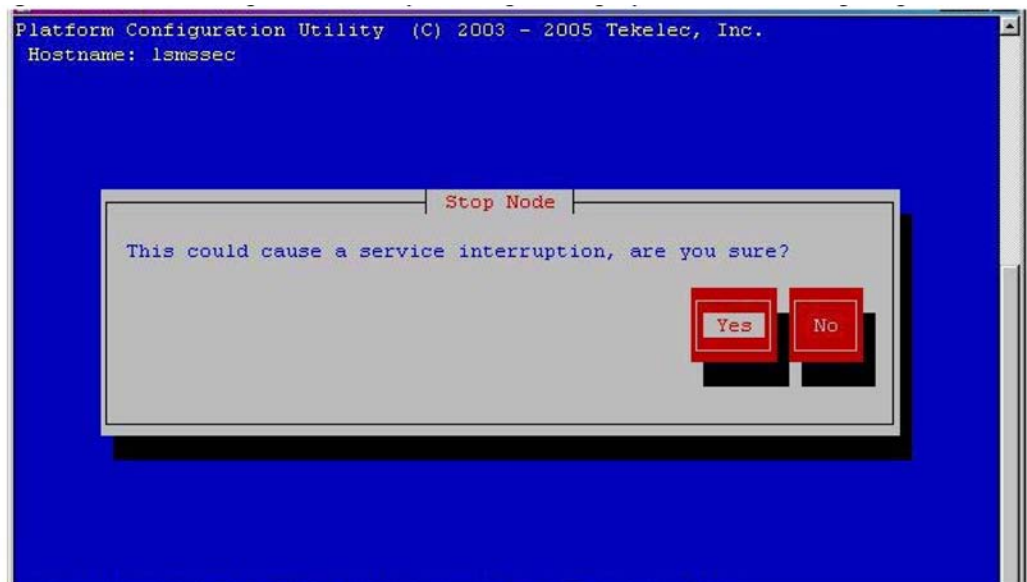 Platform Configuration Utility (C) 2003 - 2005 Tekelec, Inc.
Hostname: lsmssec
Stop Node
This could cause a service interruption, are you sure?
Yes No